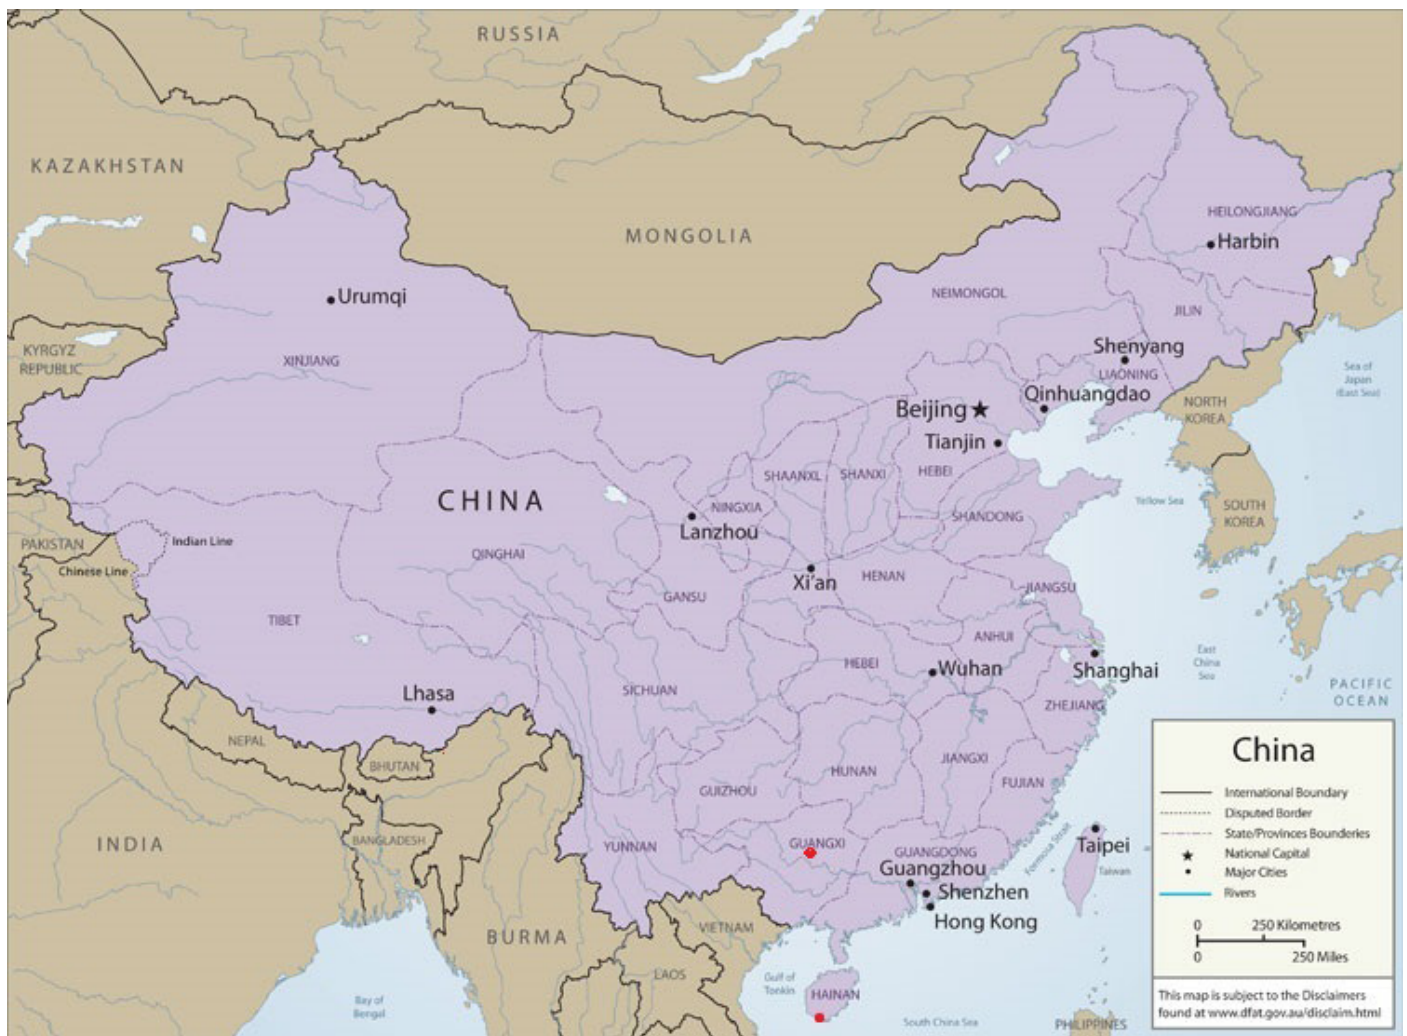 RUSSIA
KAZAKHSTAN
MONGOLIA
HEILONGJIANG
Harbin
Urumqi
NEIMONGOL
JILIN
KYRGYZ
REPUBLIC
XINJIANG
Shenyang
LIAONING
Sea of
Japan
(East Sea)
Qinhuangdao
NORTH
KOREA
Beijing
Tianjin
SHAANXL
SHANXI
HEBEI
CHINA
NINGXIA
Lanzhou
SHANDONG
Yellow Sea
SOUTH
KOREA
PAKISTAN
Indian Line
Chinese Line
QINGHAI
Xi'an
HENAN
GANSU
JIANGSU
TIBET
ANHUI
HEBEI
Wuhan
Shanghai
East
China
Sea
Lhasa
SICHUAN
ZHEJIANG
PACIFIC
OCEAN
NEPAL
BHUTAN
HUNAN
JIANGXI
FUJIAN
GUIZHOU
INDIA
BANGLADESH
YUNNAN
GUANGXI
GUANGDONG
Guangzhou
Shenzhen
Hong Kong
Formosa Strait
Taipei
Taiwan
BURMA
VIETNAM
LAOS
Gulf of
Tonkin
HAINAN
Bay of
Bengal
South China Sea
PHILIPPINES
China
International Boundary
Disputed Border
State/Provinces Bounderies
National Capital
Major Cities
Rivers
0 250 Kilometres
0 250 Miles
This map is subject to the Disclaimers
found at www.dfat.gov.au/disclaim.html